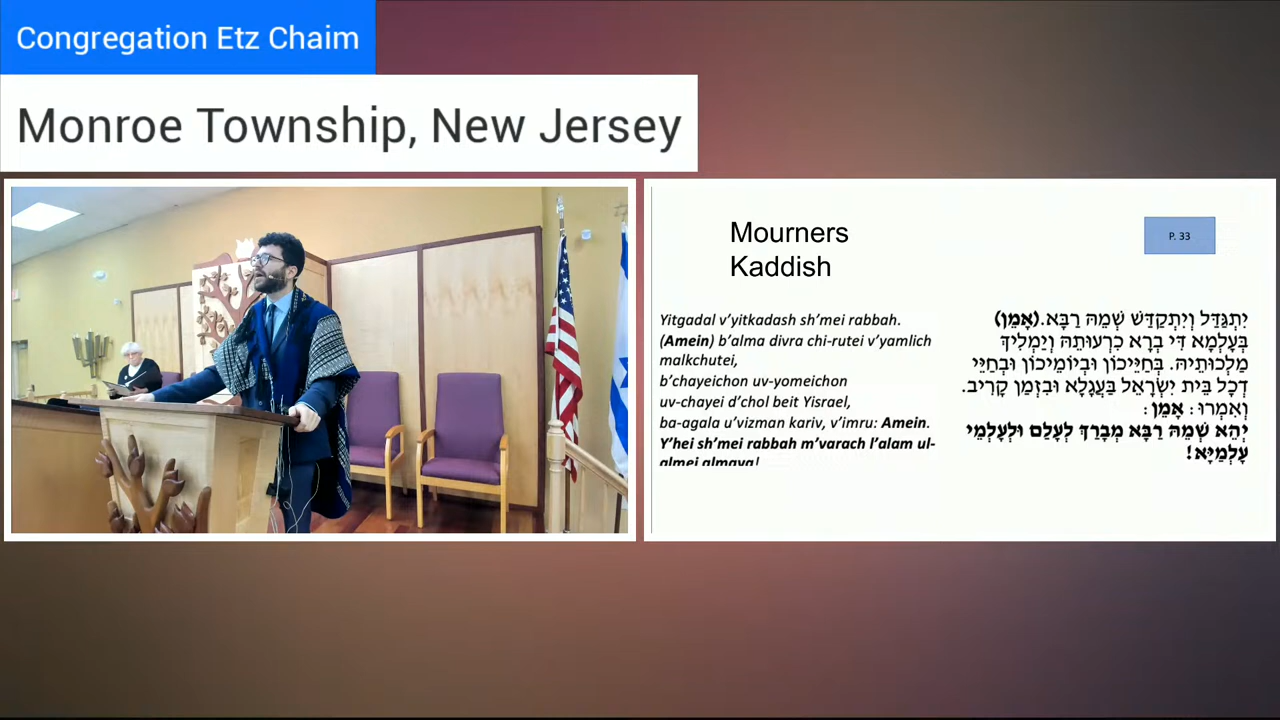 Congregation Etz Chaim
Monroe Township, New Jersey
Mourners
Kaddish
P. 33
Yitgadal v'yitkadash sh'mei rabbah.
(Amein) b'alma divra chi-rutei v'yamlich
malkchutei,
b'chayeichon uv-yomeichon
uv-chayei d'chol beit Yisrael,
ba-agala u'vizman kariv, v'imru: Amein.
Y'hei sh'mei rabbah m'varach l'alam ul-
almei almaya!
יִתְגַּדַּל וְיִתְקַדַּשׁ שְׁמֵהּ רַבָּא.(אָמֵן)
בְּעָלְמָא דִּי בְרָא כִרְעוּתֵהּ וְיַמְלִיךְ
מַלְכוּתֵיהּ. בְּחַיֵּיכוֹן וּבְיוֹמֵיכוֹן וּבְחַיֵּי
דְכָל בֵּית יִשְׂרָאֵל בַּעֲגָלָא וּבִזְמַן קָרִיב.
וְאִמְרוּ: אָמֵן:
יְהֵא שְׁמֵהּ רַבָּא מְבָרַךְ לְעָלַם וּלְעָלְמֵי
עָלְמַיָּא!